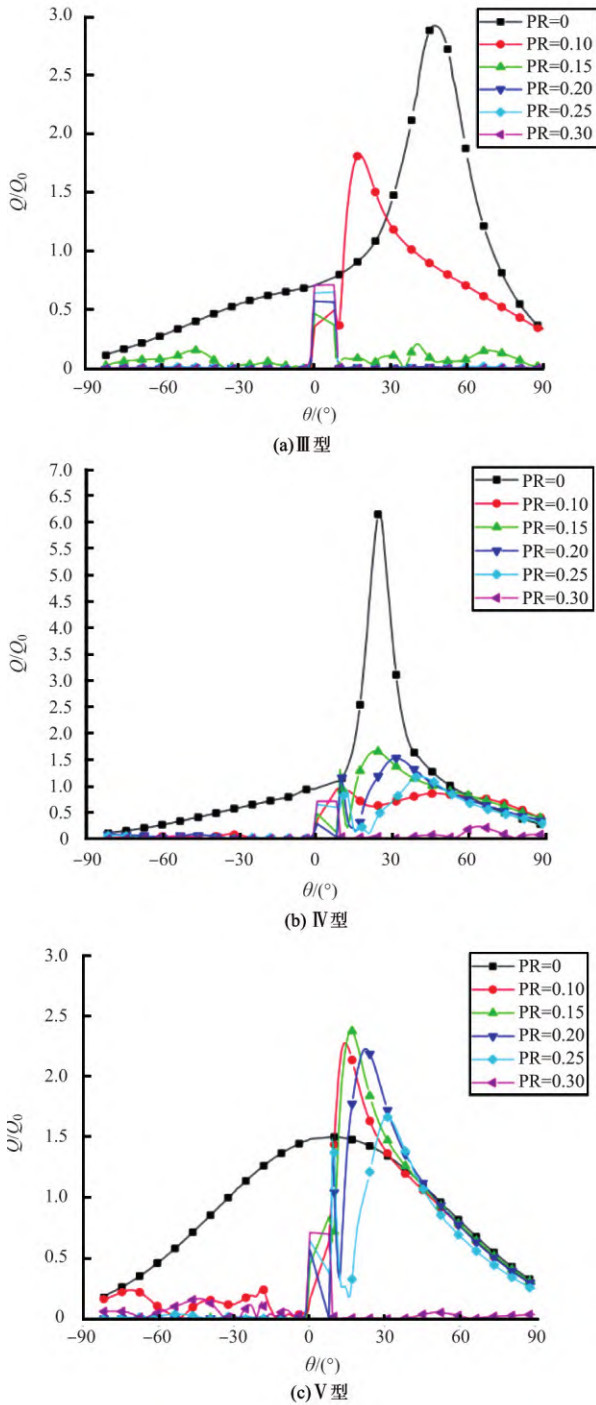 3.0
2.5
2.0
1.5
1.0
0.5
0
Q/Q₀
PR=0
PR=0.10
PR=0.15
PR=0.20
PR=0.25
PR=0.30
−90 −60 −30 0 30 60 90
θ/(°)
(a)Ⅲ型
7.0
6.5
6.0
5.5
5.0
4.5
4.0
3.5
3.0
2.5
2.0
1.5
1.0
0.5
0
Q/Q₀
PR=0
PR=0.10
PR=0.15
PR=0.20
PR=0.25
PR=0.30
−90 −60 −30 0 30 60 90
θ/(°)
(b) Ⅳ型
3.0
2.5
2.0
1.5
1.0
0.5
0
Q/Q₀
PR=0
PR=0.10
PR=0.15
PR=0.20
PR=0.25
PR=0.30
−90 −60 −30 0 30 60 90
θ/(°)
(c)Ⅴ型